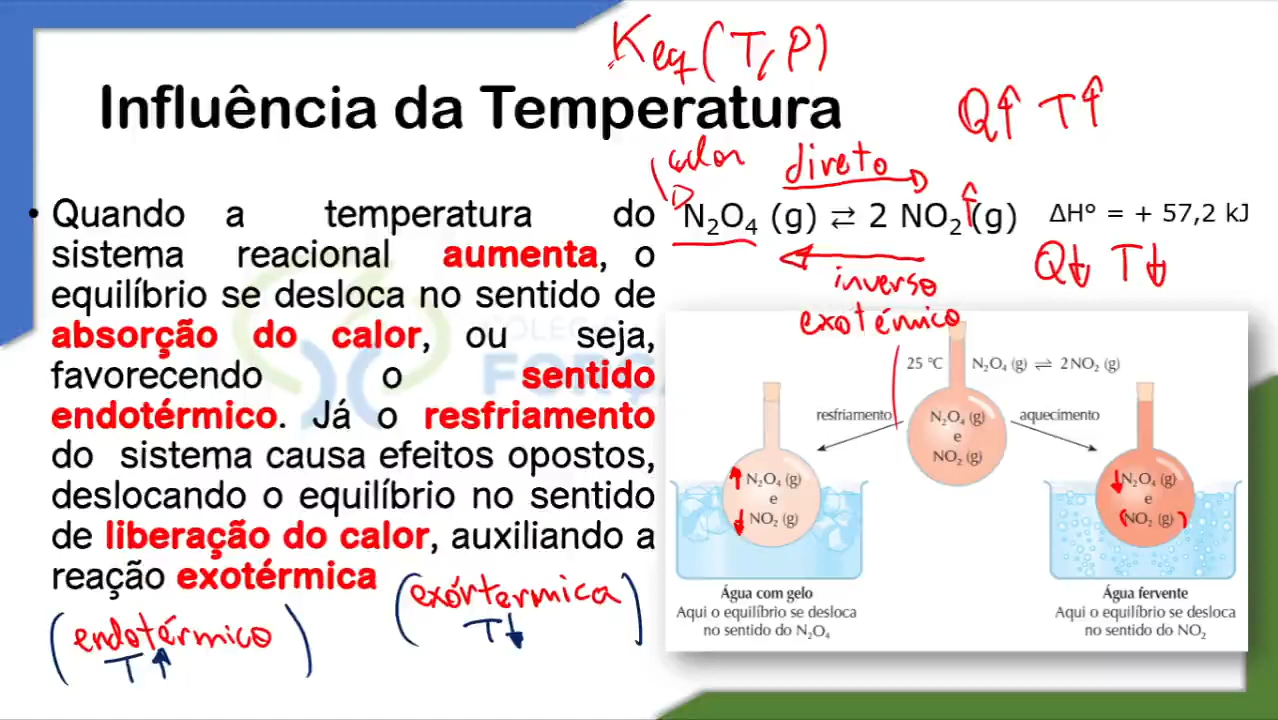 Keq (T, P)
Influência da Temperatura
Q↑ T↑
calor
direto
• Quando a temperatura do
sistema reacional aumenta, o
equilíbrio se desloca no sentido de
absorção do calor, ou seja,
favorecendo o sentido
endotérmico. Já o resfriamento
do sistema causa efeitos opostos,
deslocando o equilíbrio no sentido
de liberação do calor, auxiliando a
reação exotérmica
(endotérmico)
T↑
(exórtermica)
T↓
N₂O₄ (g) ⇄ 2 NO₂ (g) ΔH° = + 57,2 kJ
↑
Q↓ T↓
inverso
exotérmico
25 °C N₂O₄ (g) ⇌ 2 NO₂ (g)
resfriamento
N₂O₄ (g)
e
NO₂ (g)
aquecimento
↑ N₂O₄ (g)
e
↓ NO₂ (g)
↓ N₂O₄ (g)
e
(NO₂ (g))
Água com gelo
Aqui o equilíbrio se desloca
no sentido do N₂O₄
Água fervente
Aqui o equilíbrio se desloca
no sentido do NO₂